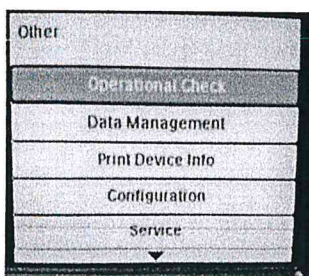 Other
Operational Check
Data Management
Print Device Info
Configuration
Service